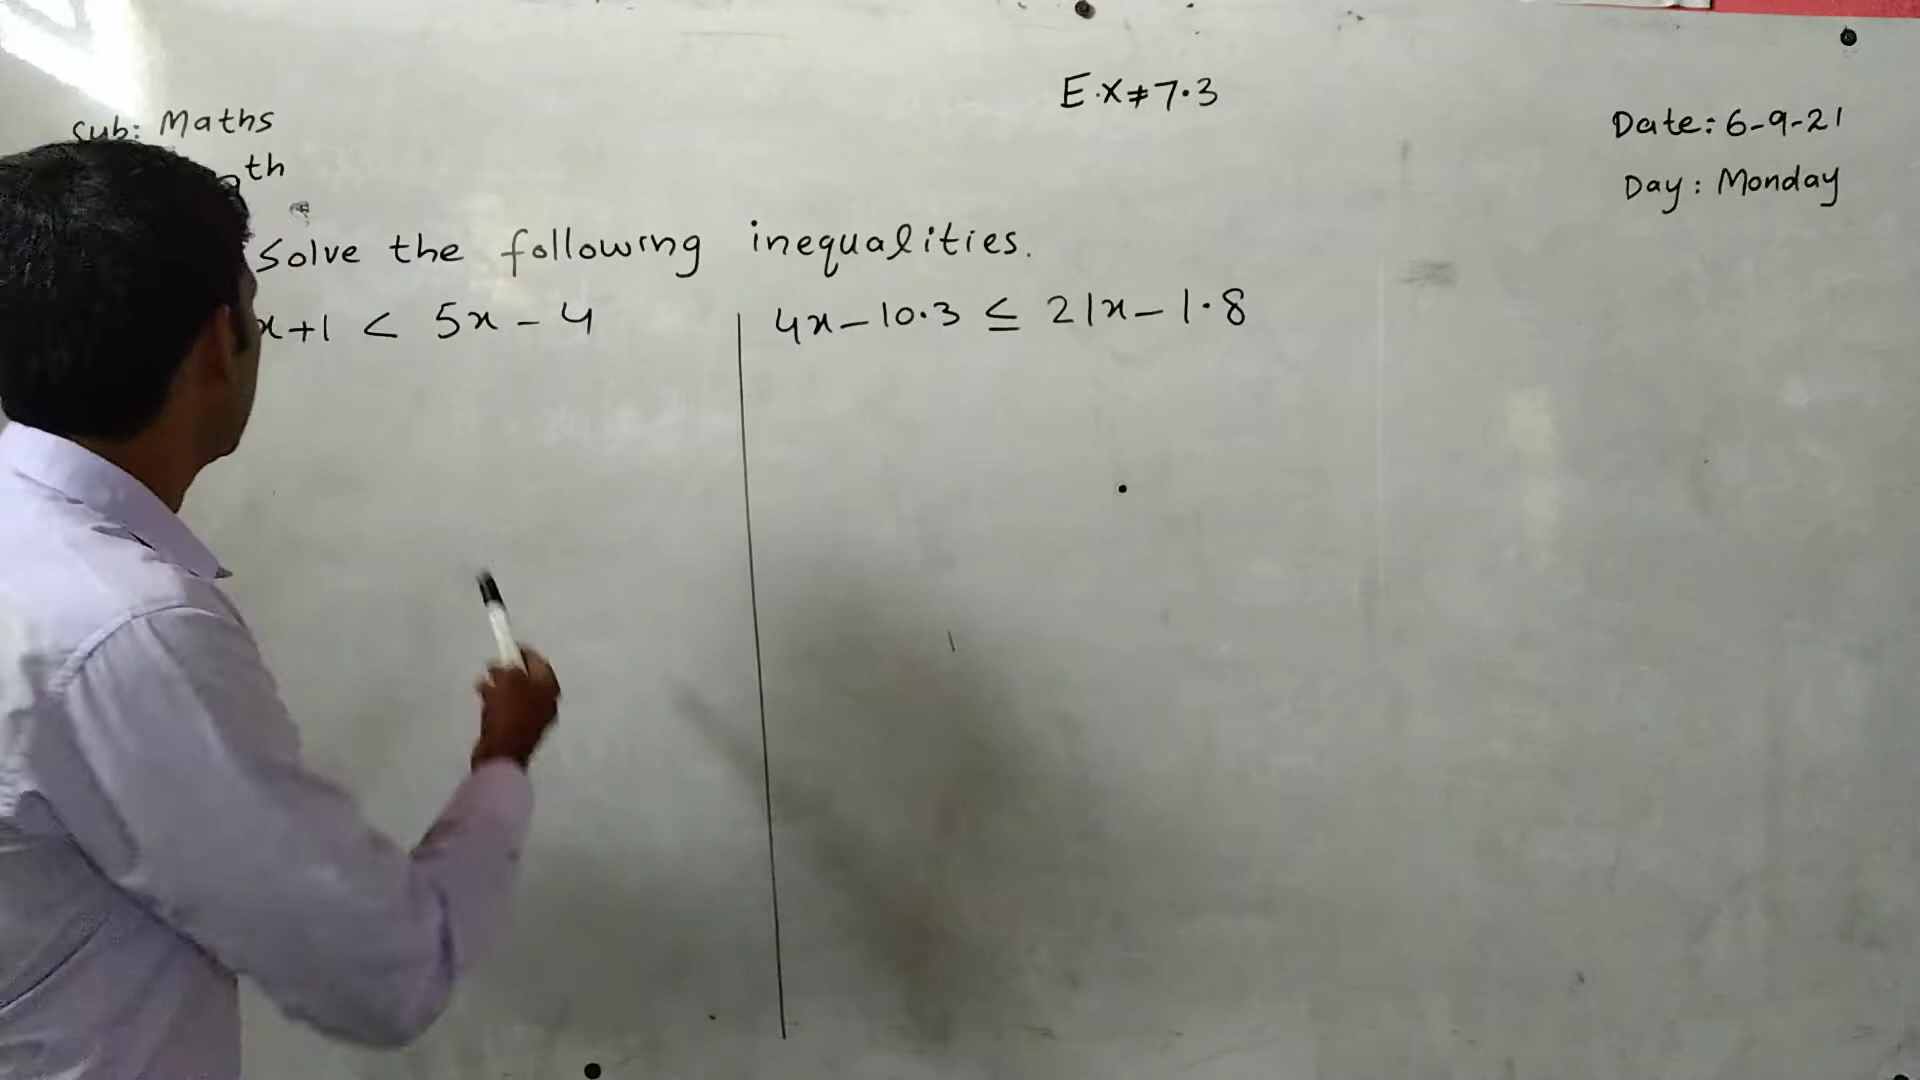 Sub: Maths
E.X≠7.3
Date: 6-9-21
th
Day: Monday
Solve the following inequalities.
x+1 < 5x - 4
4x - 10.3 ≤ 21x - 1.8